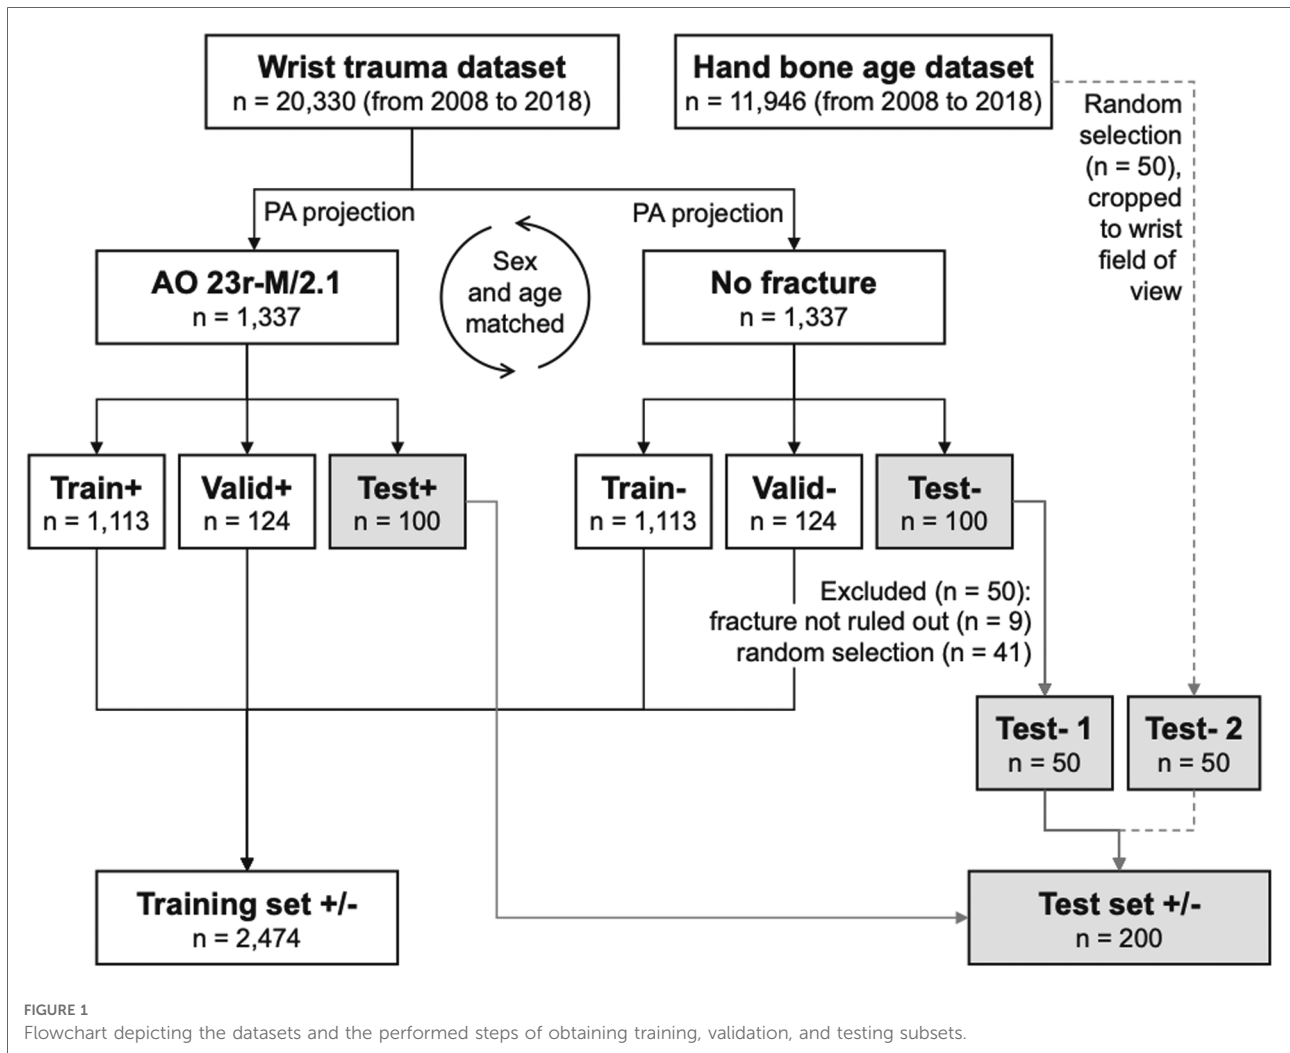 Wrist trauma dataset
n = 20,330 (from 2008 to 2018)
Hand bone age dataset
n = 11,946 (from 2008 to 2018)
Random
selection
(n = 50),
cropped
to wrist
field of
view
PA projection
PA projection
Sex
and age
matched
AO 23r-M/2.1
n = 1,337
No fracture
n = 1,337
Train+
n = 1,113
Valid+
n = 124
Test+
n = 100
Train-
n = 1,113
Valid-
n = 124
Test-
n = 100
Excluded (n = 50):
fracture not ruled out (n = 9)
random selection (n = 41)
Test- 1
n = 50
Test- 2
n = 50
Training set +/-
n = 2,474
Test set +/-
n = 200
FIGURE 1
Flowchart depicting the datasets and the performed steps of obtaining training, validation, and testing subsets.